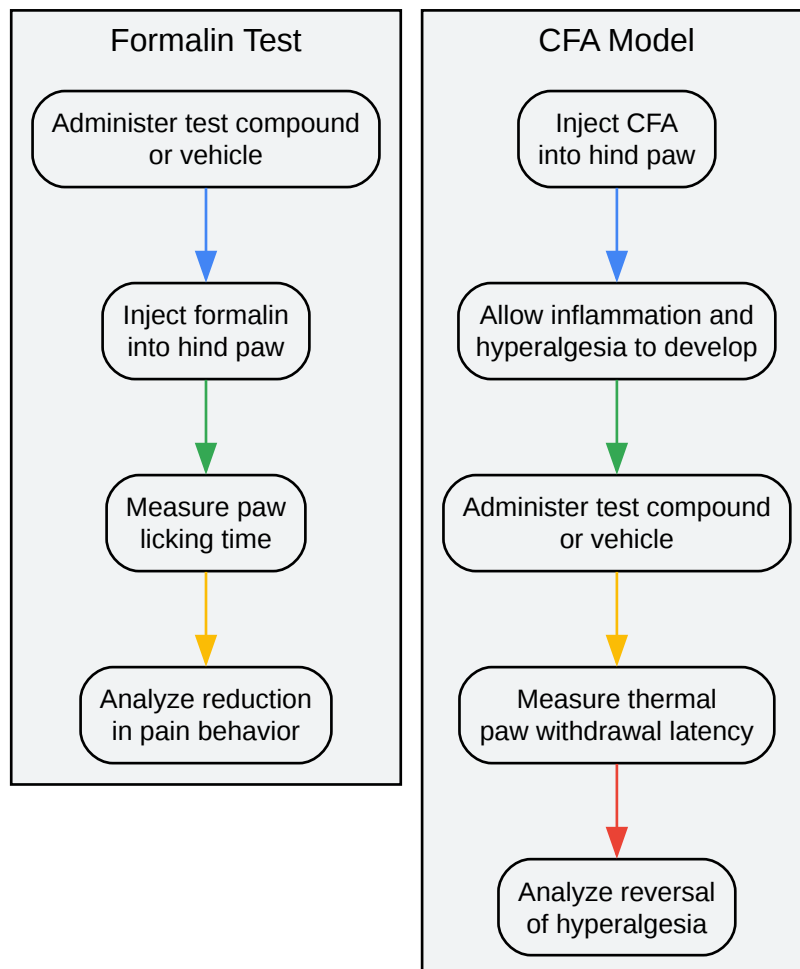 Formalin Test
Administer test compound
or vehicle
Inject formalin
into hind paw
Measure paw
licking time
Analyze reduction
in pain behavior
CFA Model
Inject CFA
into hind paw
Allow inflammation and
hyperalgesia to develop
Administer test compound
or vehicle
Measure thermal
paw withdrawal latency
Analyze reversal
of hyperalgesia